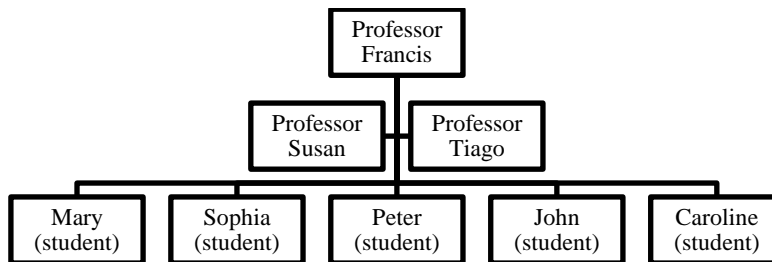 Professor
Francis
Professor
Susan
Professor
Tiago
Mary
(student)
Sophia
(student)
Peter
(student)
John
(student)
Caroline
(student)